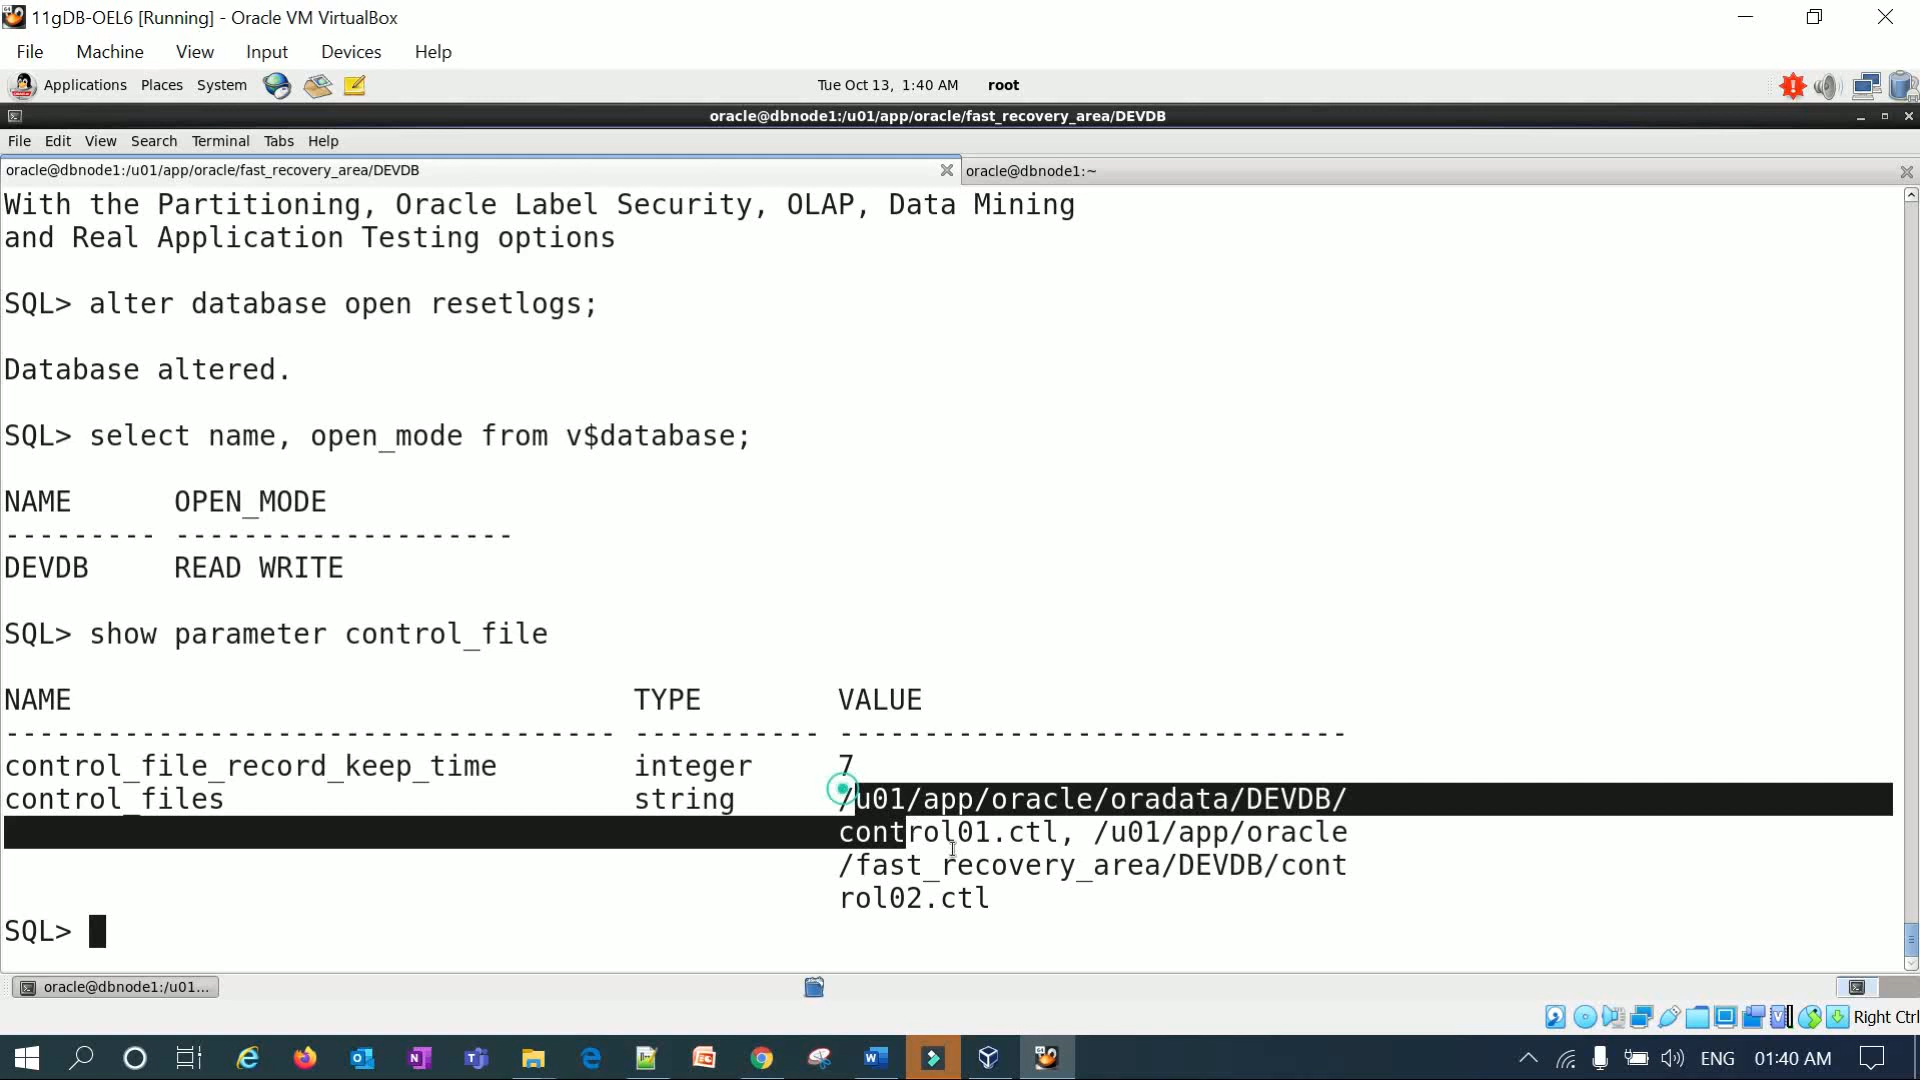 11gDB-OEL6 [Running] - Oracle VM VirtualBox
File Machine View Input Devices Help
Applications Places System Tue Oct 13, 1:40 AM root
oracle@dbnode1:/u01/app/oracle/fast_recovery_area/DEVDB
File Edit View Search Terminal Tabs Help
oracle@dbnode1:/u01/app/oracle/fast_recovery_area/DEVDB oracle@dbnode1:~
With the Partitioning, Oracle Label Security, OLAP, Data Mining
and Real Application Testing options
SQL> alter database open resetlogs;
Database altered.
SQL> select name, open_mode from v$database;
NAME OPEN_MODE
--------- --------------------
DEVDB READ WRITE
SQL> show parameter control_file
NAME TYPE VALUE
------------------------------------ ----------- ------------------------------
control_file_record_keep_time integer 7
control_files string /u01/app/oracle/oradata/DEVDB/
control01.ctl, /u01/app/oracle
/fast_recovery_area/DEVDB/cont
rol02.ctl
SQL>
oracle@dbnode1:/u01...
Right Ctrl
ENG 01:40 AM